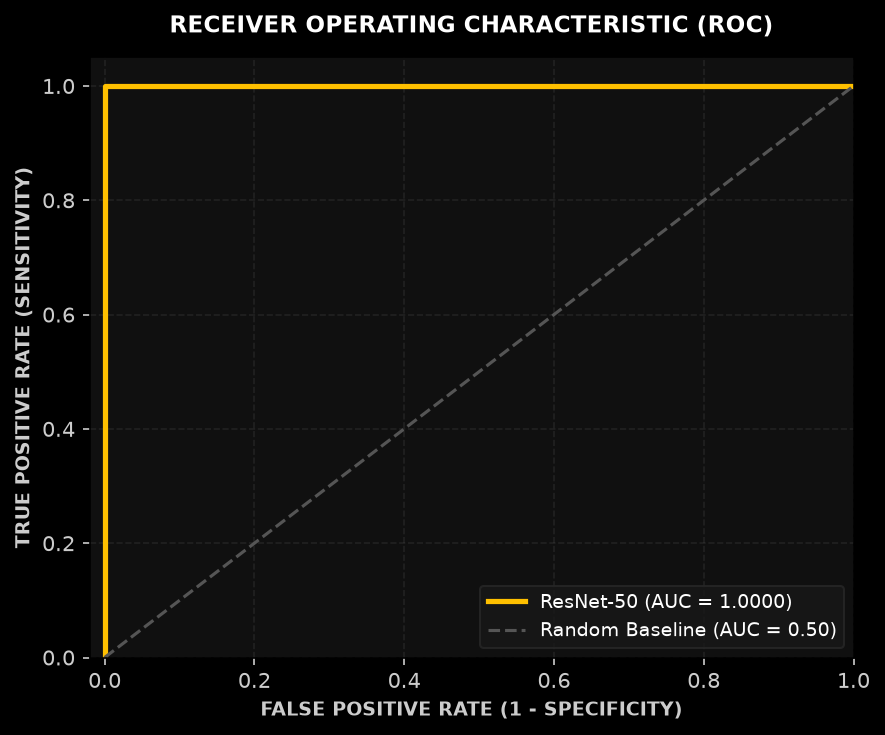 RECEIVER OPERATING CHARACTERISTIC (ROC)
TRUE POSITIVE RATE (SENSITIVITY)
1.0
0.8
0.6
0.4
0.2
0.0
ResNet-50 (AUC = 1.0000)
Random Baseline (AUC = 0.50)
0.0 0.2 0.4 0.6 0.8 1.0
FALSE POSITIVE RATE (1 - SPECIFICITY)